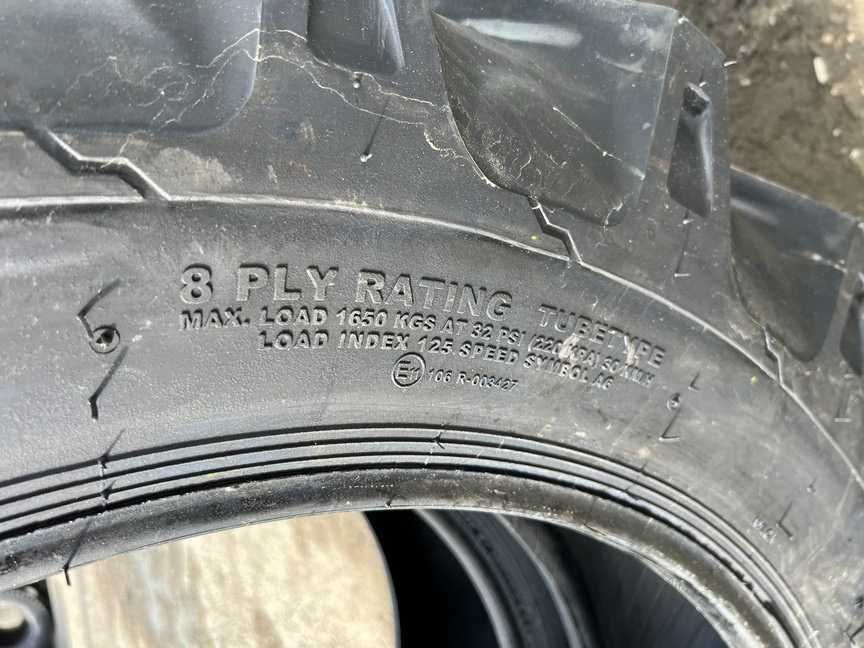 8 PLY RATING TUBETYPE
MAX. LOAD 1650 KGS AT 32 PSI (220 KPA) 30 KM/H
LOAD INDEX 125 SPEED SYMBOL A6
E11 106 R-003427